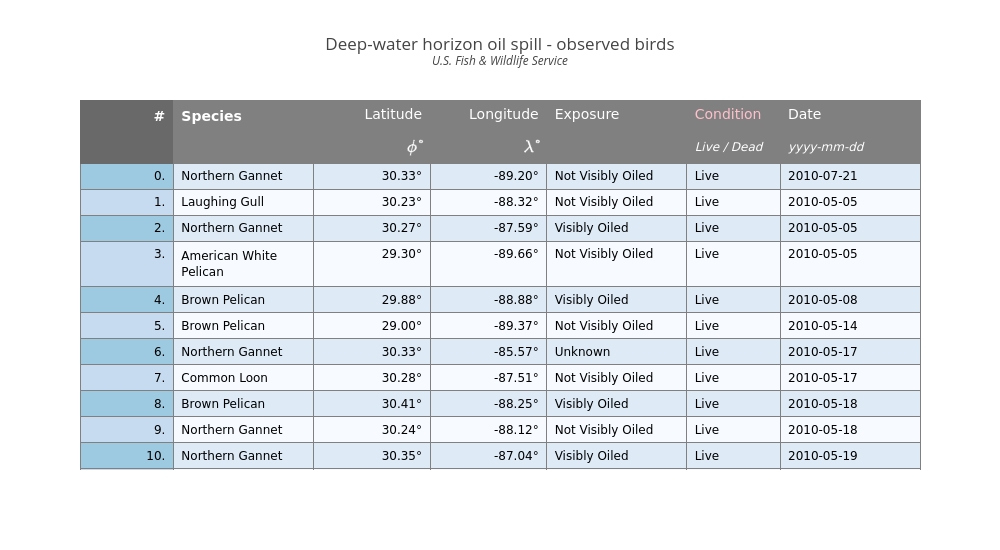 Deep-water horizon oil spill - observed birds
U.S. Fish & Wildlife Service
# Species Latitude Longitude Exposure Condition Date
ϕ° λ° Live / Dead yyyy-mm-dd
0. Northern Gannet 30.33° -89.20° Not Visibly Oiled Live 2010-07-21
1. Laughing Gull 30.23° -88.32° Not Visibly Oiled Live 2010-05-05
2. Northern Gannet 30.27° -87.59° Visibly Oiled Live 2010-05-05
3. American White 29.30° -89.66° Not Visibly Oiled Live 2010-05-05
Pelican
4. Brown Pelican 29.88° -88.88° Visibly Oiled Live 2010-05-08
5. Brown Pelican 29.00° -89.37° Not Visibly Oiled Live 2010-05-14
6. Northern Gannet 30.33° -85.57° Unknown Live 2010-05-17
7. Common Loon 30.28° -87.51° Not Visibly Oiled Live 2010-05-17
8. Brown Pelican 30.41° -88.25° Visibly Oiled Live 2010-05-18
9. Northern Gannet 30.24° -88.12° Not Visibly Oiled Live 2010-05-18
10. Northern Gannet 30.35° -87.04° Visibly Oiled Live 2010-05-19